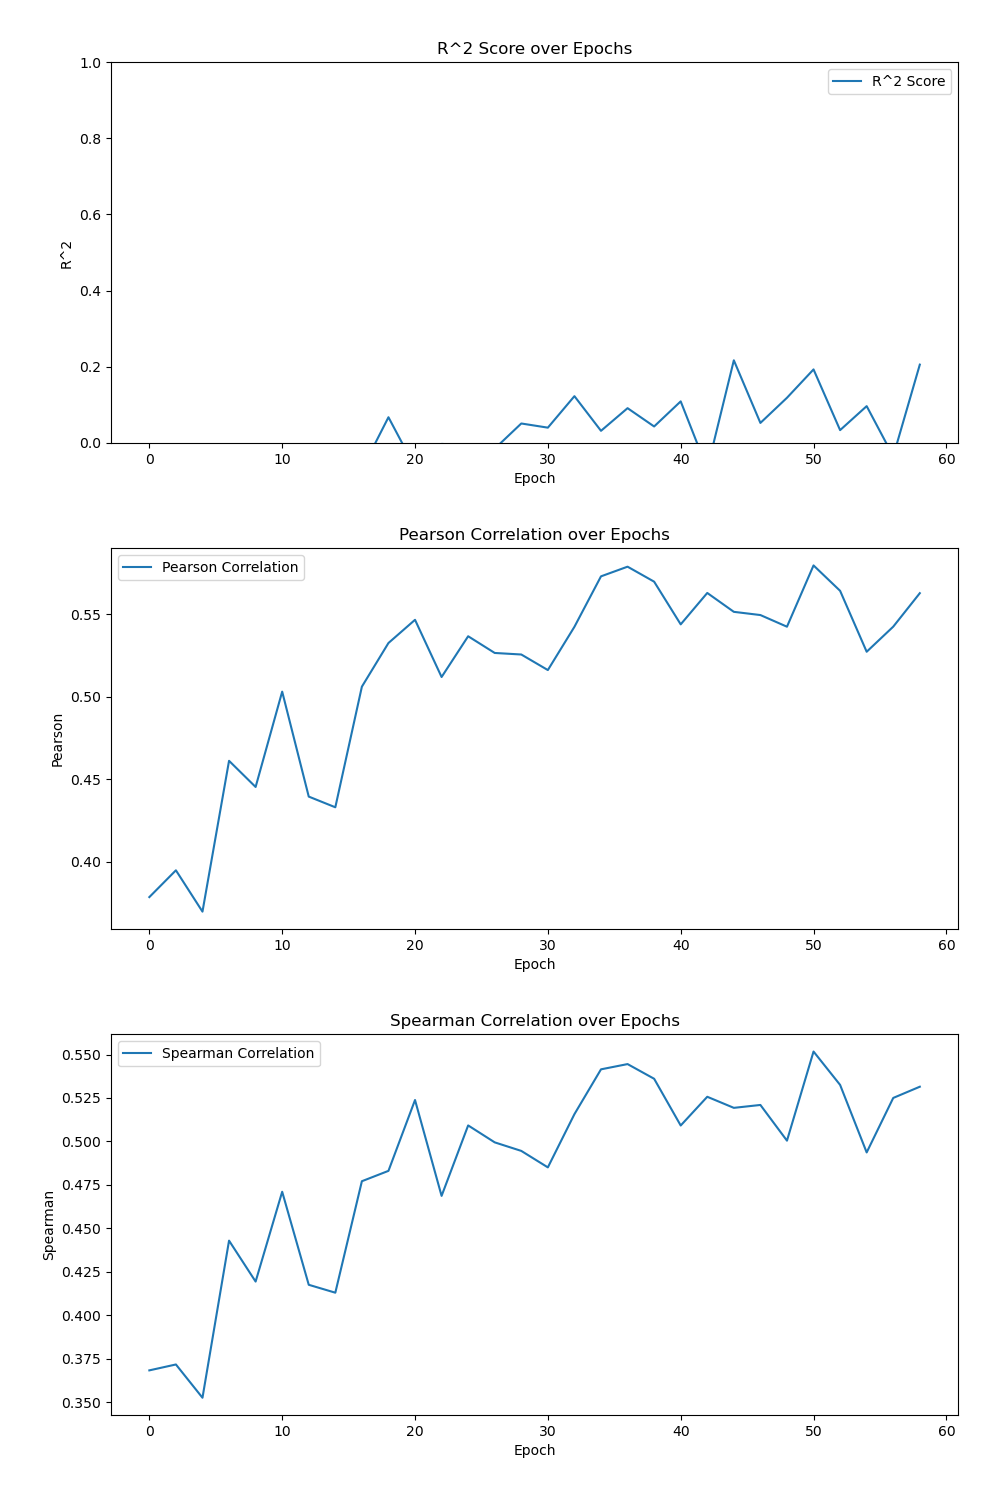 R^2 Score over Epochs
1.0
R^2 Score
0.8
0.6
R^2
0.4
0.2
0.0
0 10 20 30 40 50 60
Epoch
Pearson Correlation over Epochs
Pearson Correlation
0.55
0.50
Pearson
0.45
0.40
0 10 20 30 40 50 60
Epoch
Spearman Correlation over Epochs
0.550
Spearman Correlation
0.525
0.500
0.475
0.450
Spearman
0.425
0.400
0.375
0.350
0 10 20 30 40 50 60
Epoch